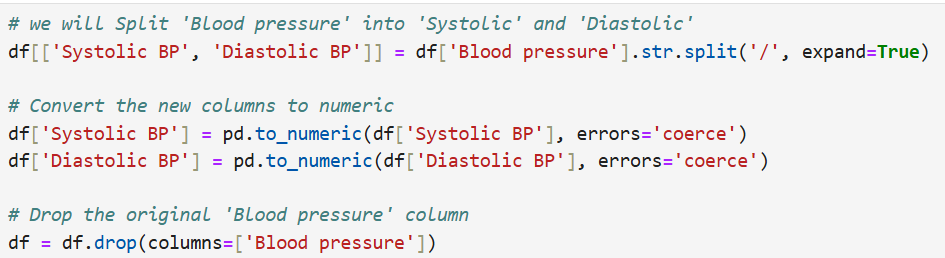 # we will Split 'Blood pressure' into 'Systolic' and 'Diastolic'
df[['Systolic BP', 'Diastolic BP']] = df['Blood pressure'].str.split('/', expand=True)
# Convert the new columns to numeric
df['Systolic BP'] = pd.to_numeric(df['Systolic BP'], errors='coerce')
df['Diastolic BP'] = pd.to_numeric(df['Diastolic BP'], errors='coerce')
# Drop the original 'Blood pressure' column
df = df.drop(columns=['Blood pressure'])